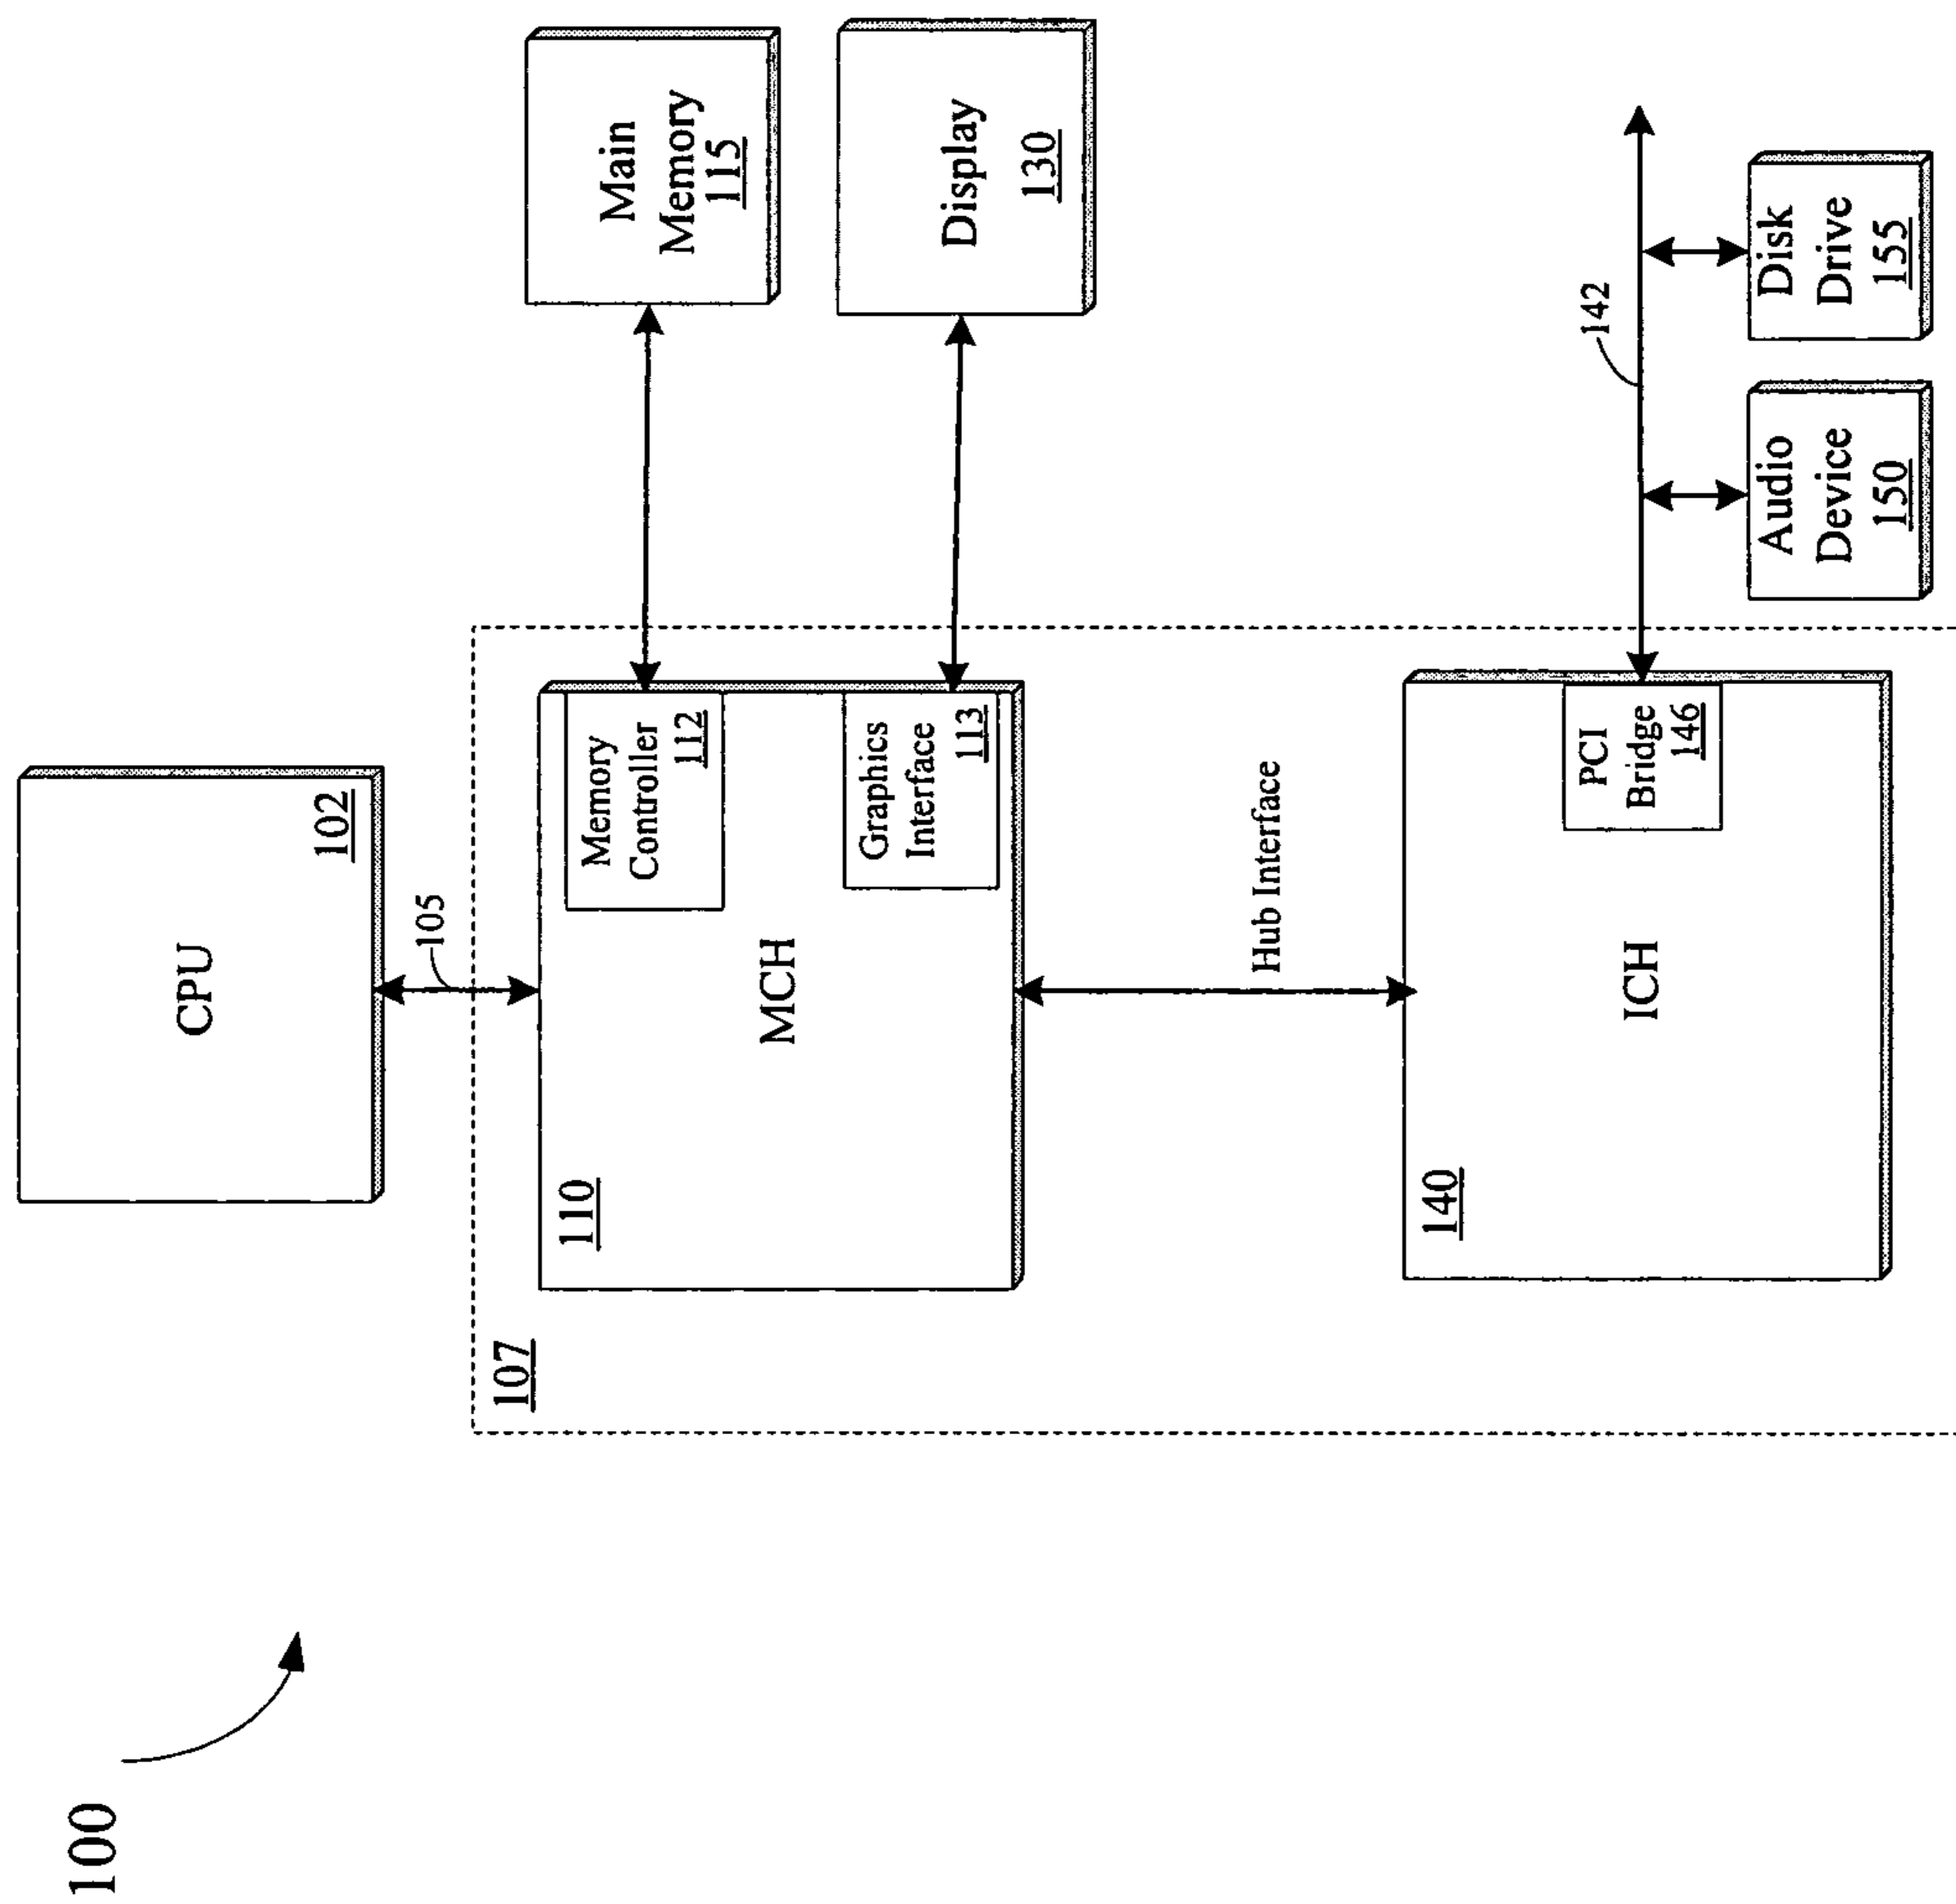 100
CPU
102
105
107
110
MCH
Memory
Controller
112
Graphics
Interface
113
Main
Memory
115
Display
130
Hub Interface
140
ICH
PCI
Bridge
146
142
Audio
Device
150
Disk
Drive
155